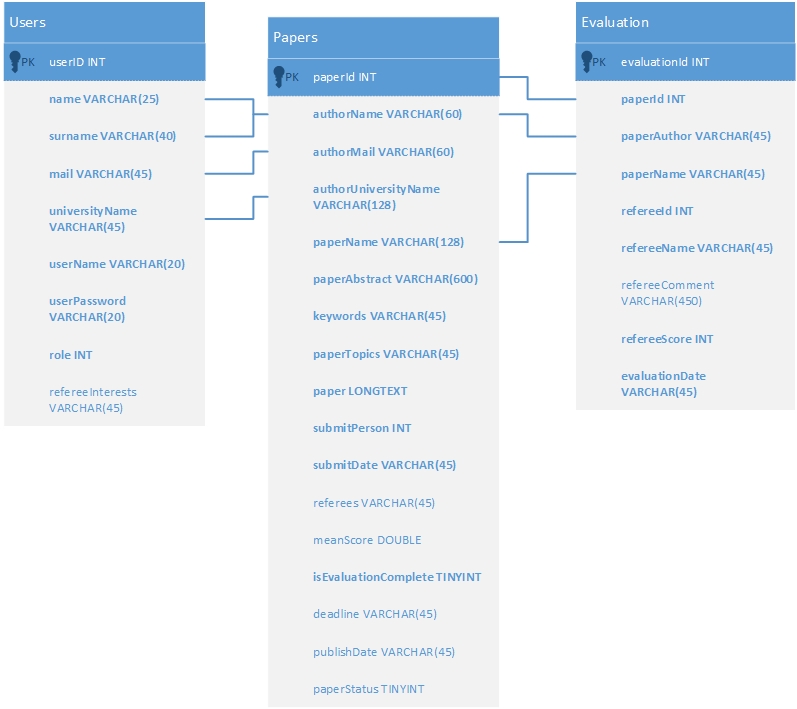 Users
PK userID INT
name VARCHAR(25)
surname VARCHAR(40)
mail VARCHAR(45)
universityName
VARCHAR(45)
userName VARCHAR(20)
userPassword
VARCHAR(20)
role INT
refereeInterests
VARCHAR(45)
Papers
PK paperId INT
authorName VARCHAR(60)
authorMail VARCHAR(60)
authorUniversityName
VARCHAR(128)
paperName VARCHAR(128)
paperAbstract VARCHAR(600)
keywords VARCHAR(45)
paperTopics VARCHAR(45)
paper LONGTEXT
submitPerson INT
submitDate VARCHAR(45)
referees VARCHAR(45)
meanScore DOUBLE
isEvaluationComplete TINYINT
deadline VARCHAR(45)
publishDate VARCHAR(45)
paperStatus TINYINT
Evaluation
PK evaluationId INT
paperId INT
paperAuthor VARCHAR(45)
paperName VARCHAR(45)
refereeId INT
refereeName VARCHAR(45)
refereeComment
VARCHAR(450)
refereeScore INT
evaluationDate
VARCHAR(45)